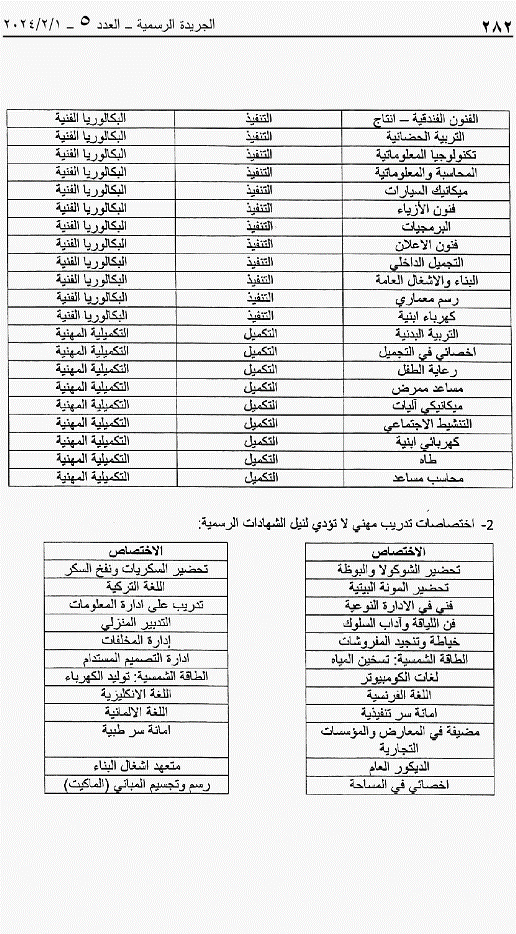 ٢٨٢ الجريدة الرسمية – العدد ٥ – ٢٠٢٤/٢/١
الفنون الفندقية – انتاج التنفيذ البكالوريا الفنية
التربية الحضانية التنفيذ البكالوريا الفنية
تكنولوجيا المعلوماتية التنفيذ البكالوريا الفنية
المحاسبة والمعلوماتية التنفيذ البكالوريا الفنية
ميكانيك السيارات التنفيذ البكالوريا الفنية
فنون الأزياء التنفيذ البكالوريا الفنية
البرمجيات التنفيذ البكالوريا الفنية
فنون الاعلان التنفيذ البكالوريا الفنية
التجميل الداخلي التنفيذ البكالوريا الفنية
البناء والاشغال العامة التنفيذ البكالوريا الفنية
رسم معماري التنفيذ البكالوريا الفنية
كهرباء ابنية التنفيذ البكالوريا الفنية
التربية البدنية التكميل التكميلية المهنية
اخصائي في التجميل التكميل التكميلية المهنية
رعاية الطفل التكميل التكميلية المهنية
مساعد ممرض التكميل التكميلية المهنية
ميكانيكي آليات التكميل التكميلية المهنية
التنشيط الاجتماعي التكميل التكميلية المهنية
كهربائي ابنية التكميل التكميلية المهنية
طاه التكميل التكميلية المهنية
محاسب مساعد التكميل التكميلية المهنية
2- اختصاصات تدريب مهني لا تؤدي لنيل الشهادات الرسمية:
الاختصاص الاختصاص
تحضير الشوكولا والبوظة تحضير السكريات ونفخ السكر
تحضير المونة البيتية اللغة التركية
فني في الادارة النوعية تدريب على ادارة المعلومات
فن اللياقة وآداب السلوك التدبير المنزلي
خياطة وتنجيد المفروشات إدارة المخلفات
الطاقة الشمسية: تسخين المياه ادارة التصميم المستدام
لغات الكومبيوتر الطاقة الشمسية: توليد الكهرباء
اللغة الفرنسية اللغة الانكليزية
امانة سر تنفيذية اللغة الالمانية
مضيفة في المعارض والمؤسسات امانة سر طبية
التجارية
الديكور العام متعهد اشغال البناء
اخصائي في المساحة رسم وتجسيم المباني (الماكيت)